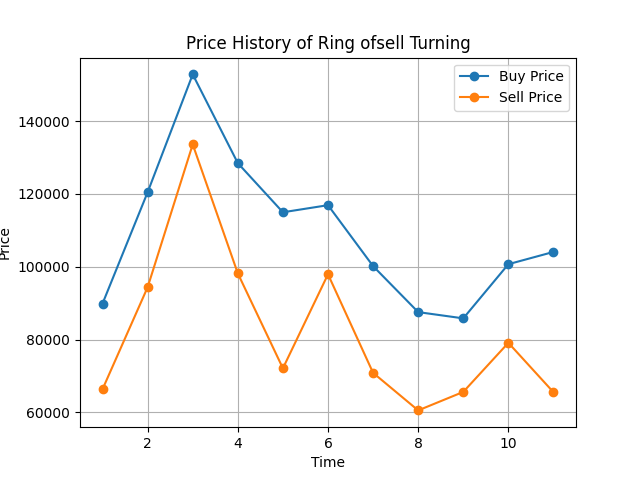 Price History of Ring ofsell Turning
Buy Price
Sell Price
140000
120000
100000
80000
60000
Price
2 4 6 8 10
Time